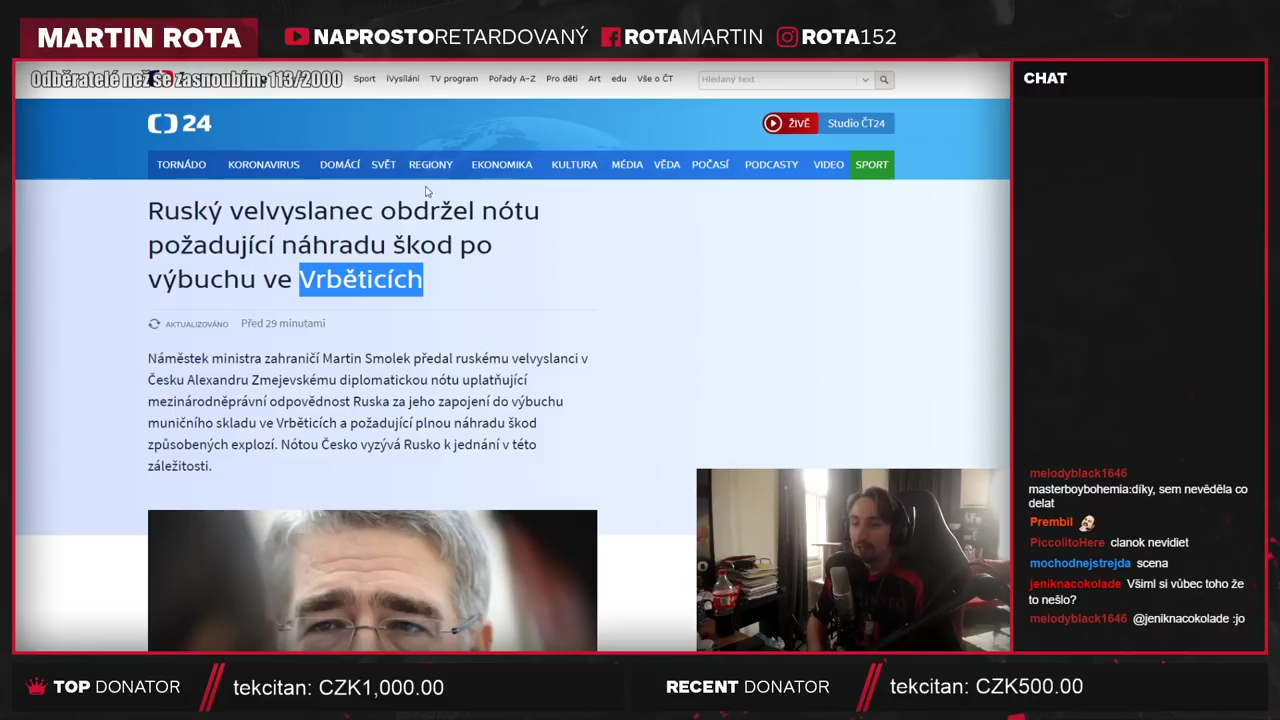 MARTIN ROTA
NAPROSTORETARDOVANÝ
ROTAMARTIN
ROTA152
Odběratelé než se zasnoubím: 113/2000
Sport iVysílání TV program Pořady A–Z Pro děti Art edu Vše o ČT
Hledaný text
24
ŽIVĚ Studio ČT24
TORNÁDO KORONAVIRUS DOMÁCÍ SVĚT REGIONY EKONOMIKA KULTURA MÉDIA VĚDA POČASÍ PODCASTY VIDEO SPORT
Ruský velvyslanec obdržel nótu
požadující náhradu škod po
výbuchu ve Vrběticích
AKTUALIZOVÁNO Před 29 minutami
Náměstek ministra zahraničí Martin Smolek předal ruskému velvyslanci v
Česku Alexandru Zmejevskému diplomatickou nótu uplatňující
mezinárodněprávní odpovědnost Ruska za jeho zapojení do výbuchu
muničního skladu ve Vrběticích a požadující plnou náhradu škod
způsobených explozí. Nótou Česko vyzývá Rusko k jednání v této
záležitosti.
CHAT
melodyblack1646
masterboybohemia:díky, sem nevěděla co
delat
Prembil
PiccolitoHere clanok nevidiet
mochodnejstrejda scena
jeniknacokolade Všiml si vůbec toho že
to nešlo?
melodyblack1646 @jeniknacokolade :jo
TOP DONATOR
tekcitan: CZK1,000.00
RECENT DONATOR
tekcitan: CZK500.00